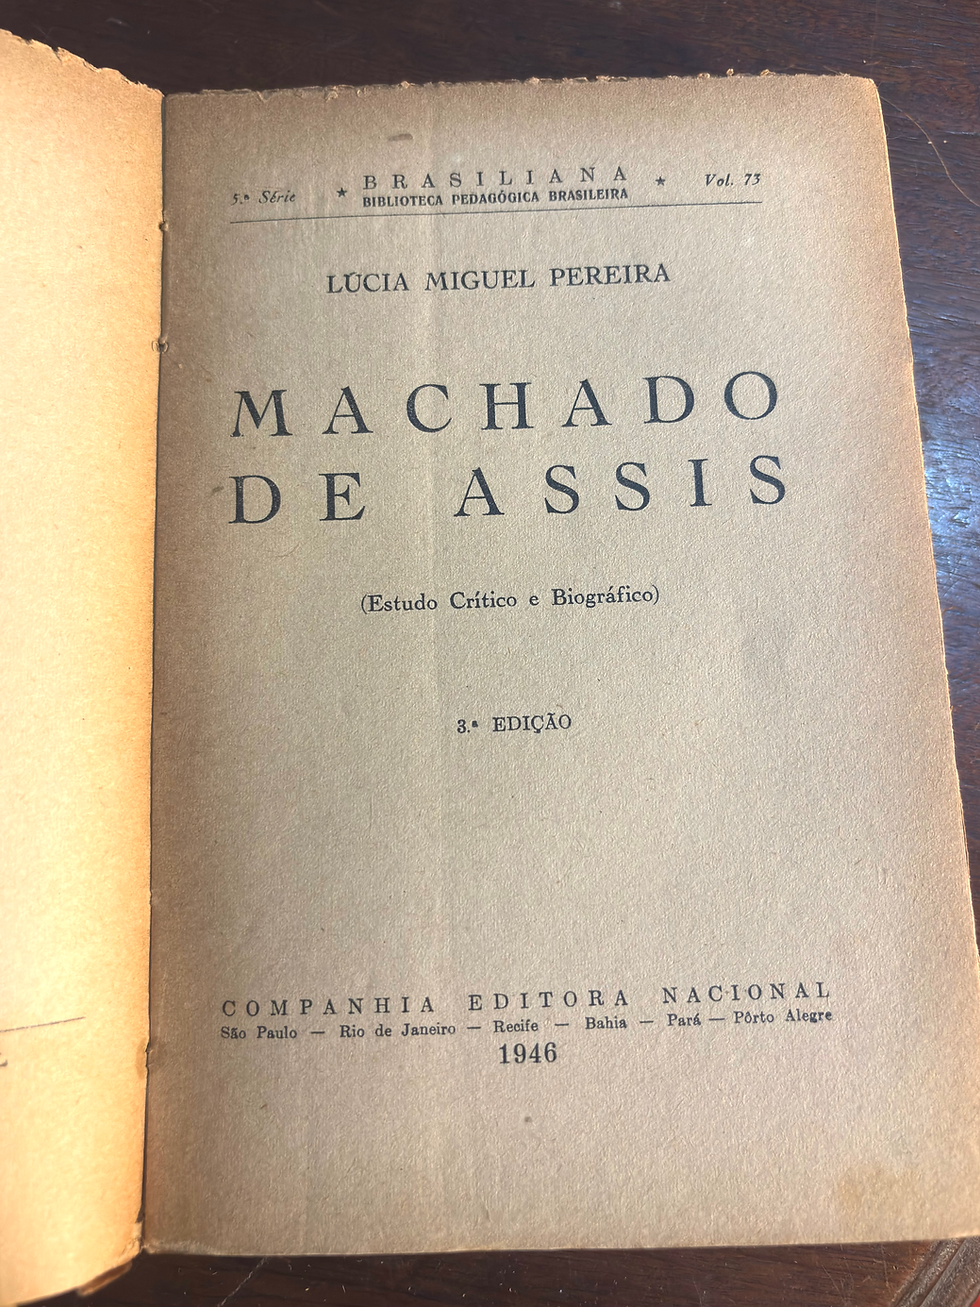 BRASILIANA
5.ª Série ★ BIBLIOTECA PEDAGÓGICA BRASILEIRA ★ Vol. 73
LÚCIA MIGUEL PEREIRA
MACHADO
DE ASSIS
(Estudo Crítico e Biográfico)
3.ª EDIÇÃO
COMPANHIA EDITORA NACIONAL
São Paulo — Rio de Janeiro — Recife — Bahia — Pará — Pôrto Alegre
1946